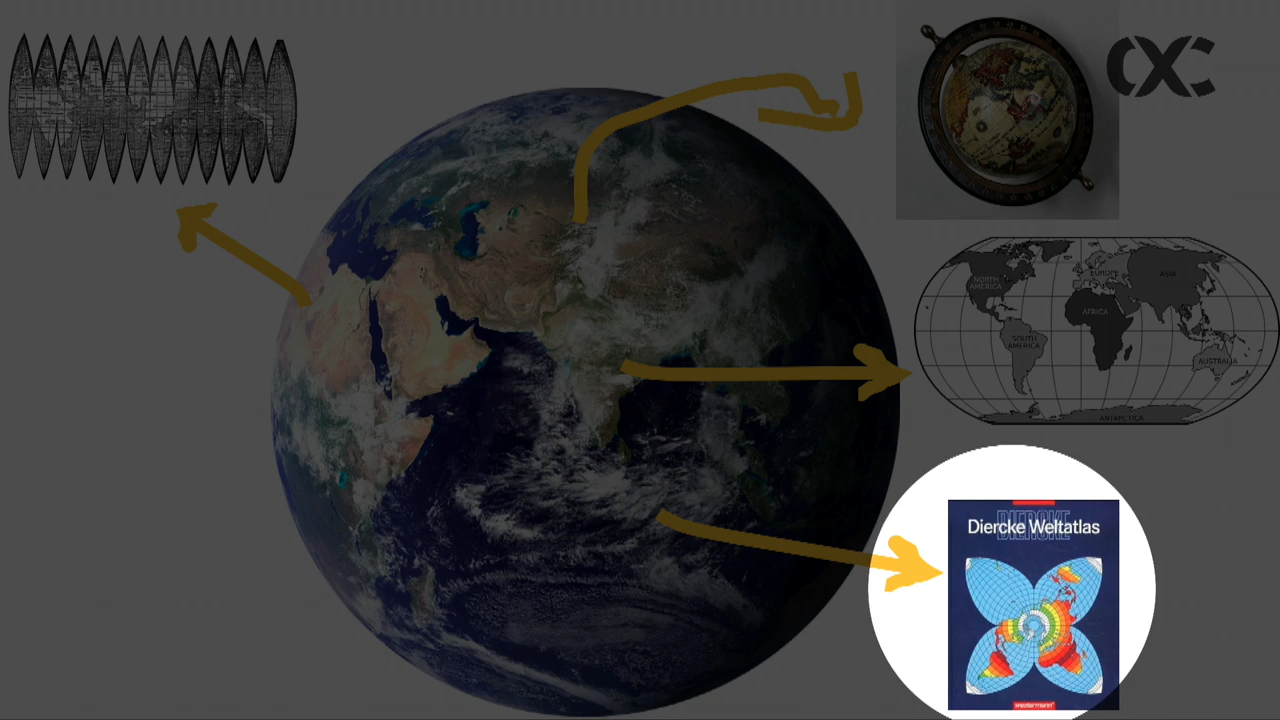 NORTH
AMERICA
EUROPE
ASIA
AFRICA
SOUTH
AMERICA
AUSTRALIA
ANTARCTICA
DIERCKE
Diercke Weltatlas
westermann